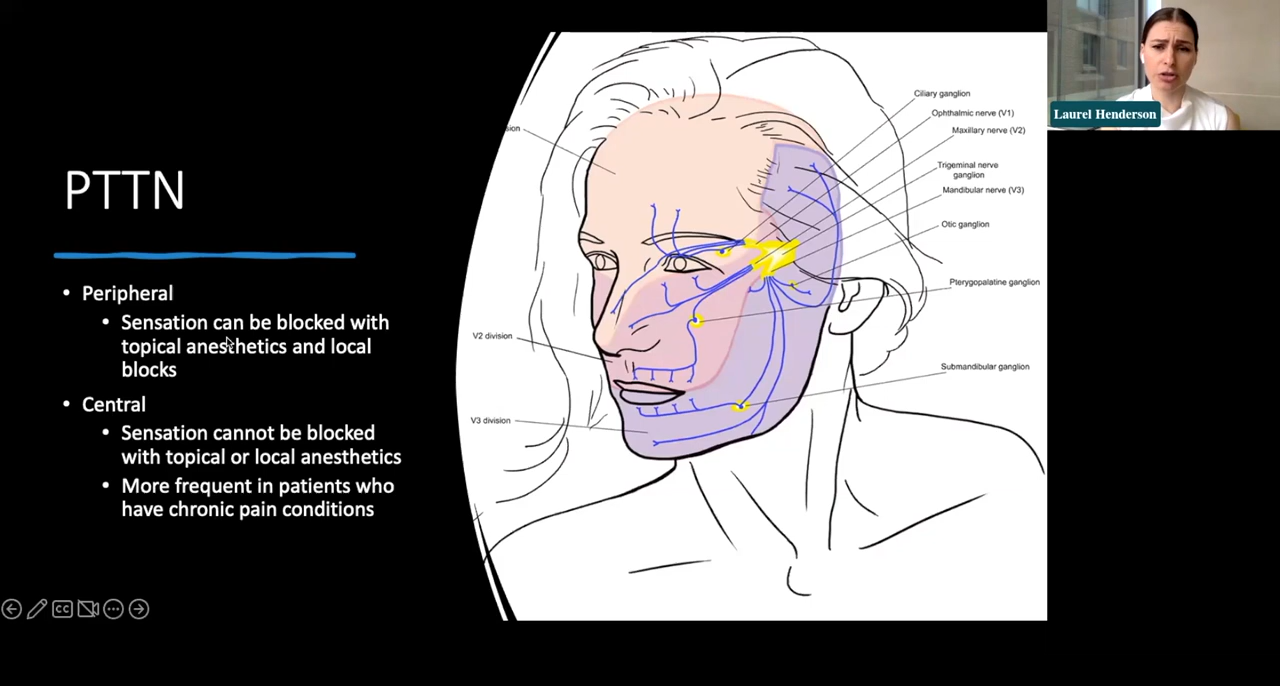 PTTN
• Peripheral
• Sensation can be blocked with
topical anesthetics and local
blocks
• Central
• Sensation cannot be blocked
with topical or local anesthetics
• More frequent in patients who
have chronic pain conditions
Ciliary ganglion
Ophthalmic nerve (V1)
Maxillary nerve (V2)
Trigeminal nerve
ganglion
Mandibular nerve (V3)
Otic ganglion
Pterygopalatine ganglion
Submandibular ganglion
V2 division
V3 division
Laurel Henderson
CC